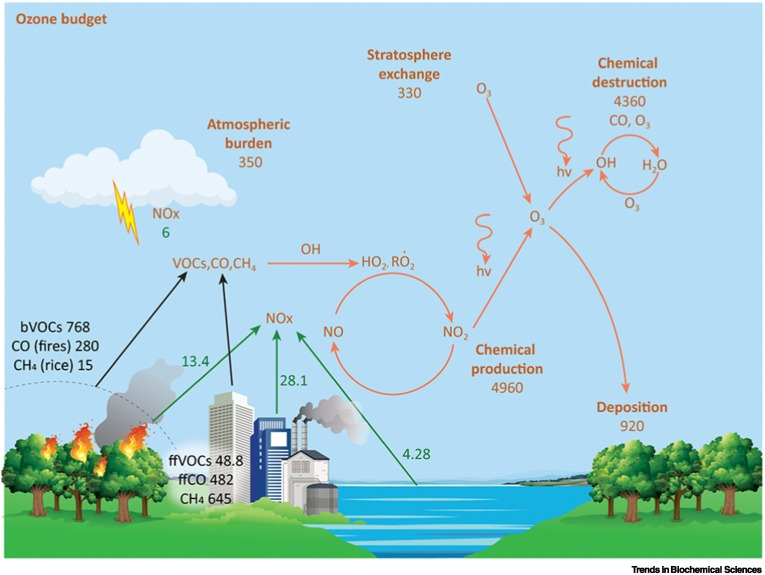 Ozone budget
Stratosphere
exchange
330
O₃
Chemical
destruction
4360
CO, O₃
hv
OH
H₂O
O₃
Atmospheric
burden
350
NOx
6
O₃
hv
VOCs,CO,CH₄
OH
HO₂, RȮ₂
NOx
NO
NO₂
bVOCs 768
CO (fires) 280
CH₄ (rice) 15
13.4
28.1
Chemical
production
4960
Deposition
920
4.28
ffVOCs 48.8
ffCO 482
CH₄ 645
Trends in Biochemical Sciences